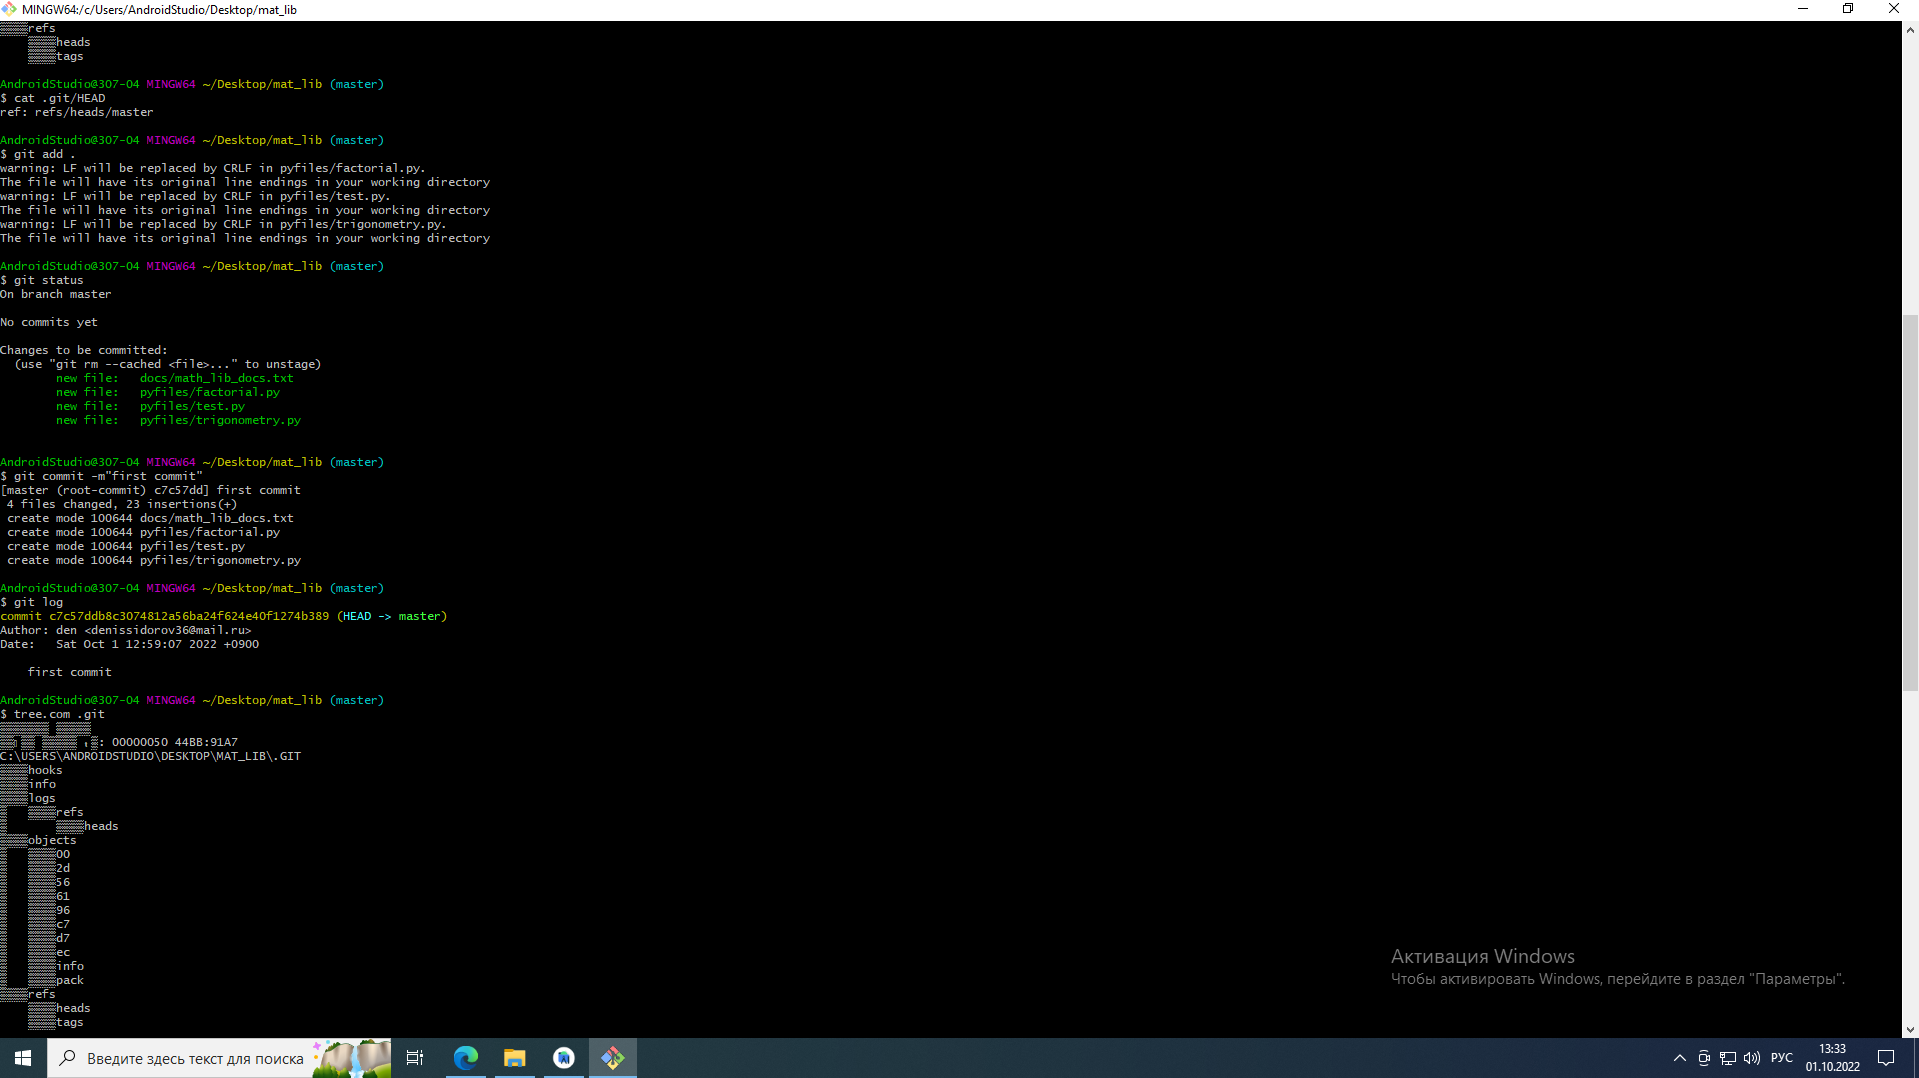 MINGW64:/c/Users/AndroidStudio/Desktop/mat_lib
refs
heads
tags
AndroidStudio@307-04 MINGW64 ~/Desktop/mat_lib (master)
$ cat .git/HEAD
ref: refs/heads/master
AndroidStudio@307-04 MINGW64 ~/Desktop/mat_lib (master)
$ git add .
warning: LF will be replaced by CRLF in pyfiles/factorial.py.
The file will have its original line endings in your working directory
warning: LF will be replaced by CRLF in pyfiles/test.py.
The file will have its original line endings in your working directory
warning: LF will be replaced by CRLF in pyfiles/trigonometry.py.
The file will have its original line endings in your working directory
AndroidStudio@307-04 MINGW64 ~/Desktop/mat_lib (master)
$ git status
On branch master
No commits yet
Changes to be committed:
(use "git rm --cached <file>..." to unstage)
new file:   docs/math_lib_docs.txt
new file:   pyfiles/factorial.py
new file:   pyfiles/test.py
new file:   pyfiles/trigonometry.py
AndroidStudio@307-04 MINGW64 ~/Desktop/mat_lib (master)
$ git commit -m"first commit"
[master (root-commit) c7c57dd] first commit
4 files changed, 23 insertions(+)
create mode 100644 docs/math_lib_docs.txt
create mode 100644 pyfiles/factorial.py
create mode 100644 pyfiles/test.py
create mode 100644 pyfiles/trigonometry.py
AndroidStudio@307-04 MINGW64 ~/Desktop/mat_lib (master)
$ git log
commit c7c57ddb8c3074812a56ba24f624e40f1274b389 (HEAD -> master)
Author: den <denissidorov36@mail.ru>
Date:   Sat Oct 1 12:59:07 2022 +0900
first commit
AndroidStudio@307-04 MINGW64 ~/Desktop/mat_lib (master)
$ tree.com .git
: 00000050 44BB:91A7
C:\USERS\ANDROIDSTUDIO\DESKTOP\MAT_LIB\.GIT
hooks
info
logs
refs
heads
objects
00
2d
56
61
96
c7
d7
ec
info
pack
refs
heads
tags
Активация Windows
Чтобы активировать Windows, перейдите в раздел "Параметры".
Введите здесь текст для поиска
РУС
13:33
01.10.2022